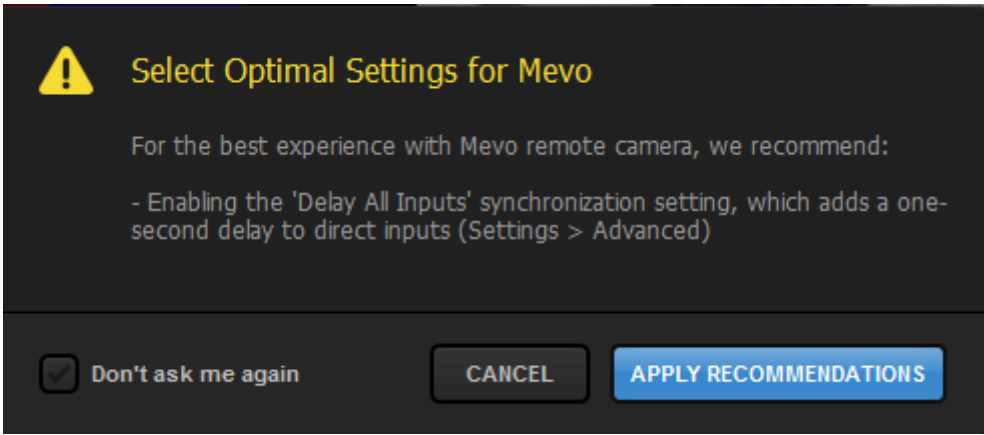 Select Optimal Settings for Mevo
For the best experience with Mevo remote camera, we recommend:
- Enabling the 'Delay All Inputs' synchronization setting, which adds a one-
second delay to direct inputs (Settings > Advanced)
Don't ask me again
CANCEL
APPLY RECOMMENDATIONS